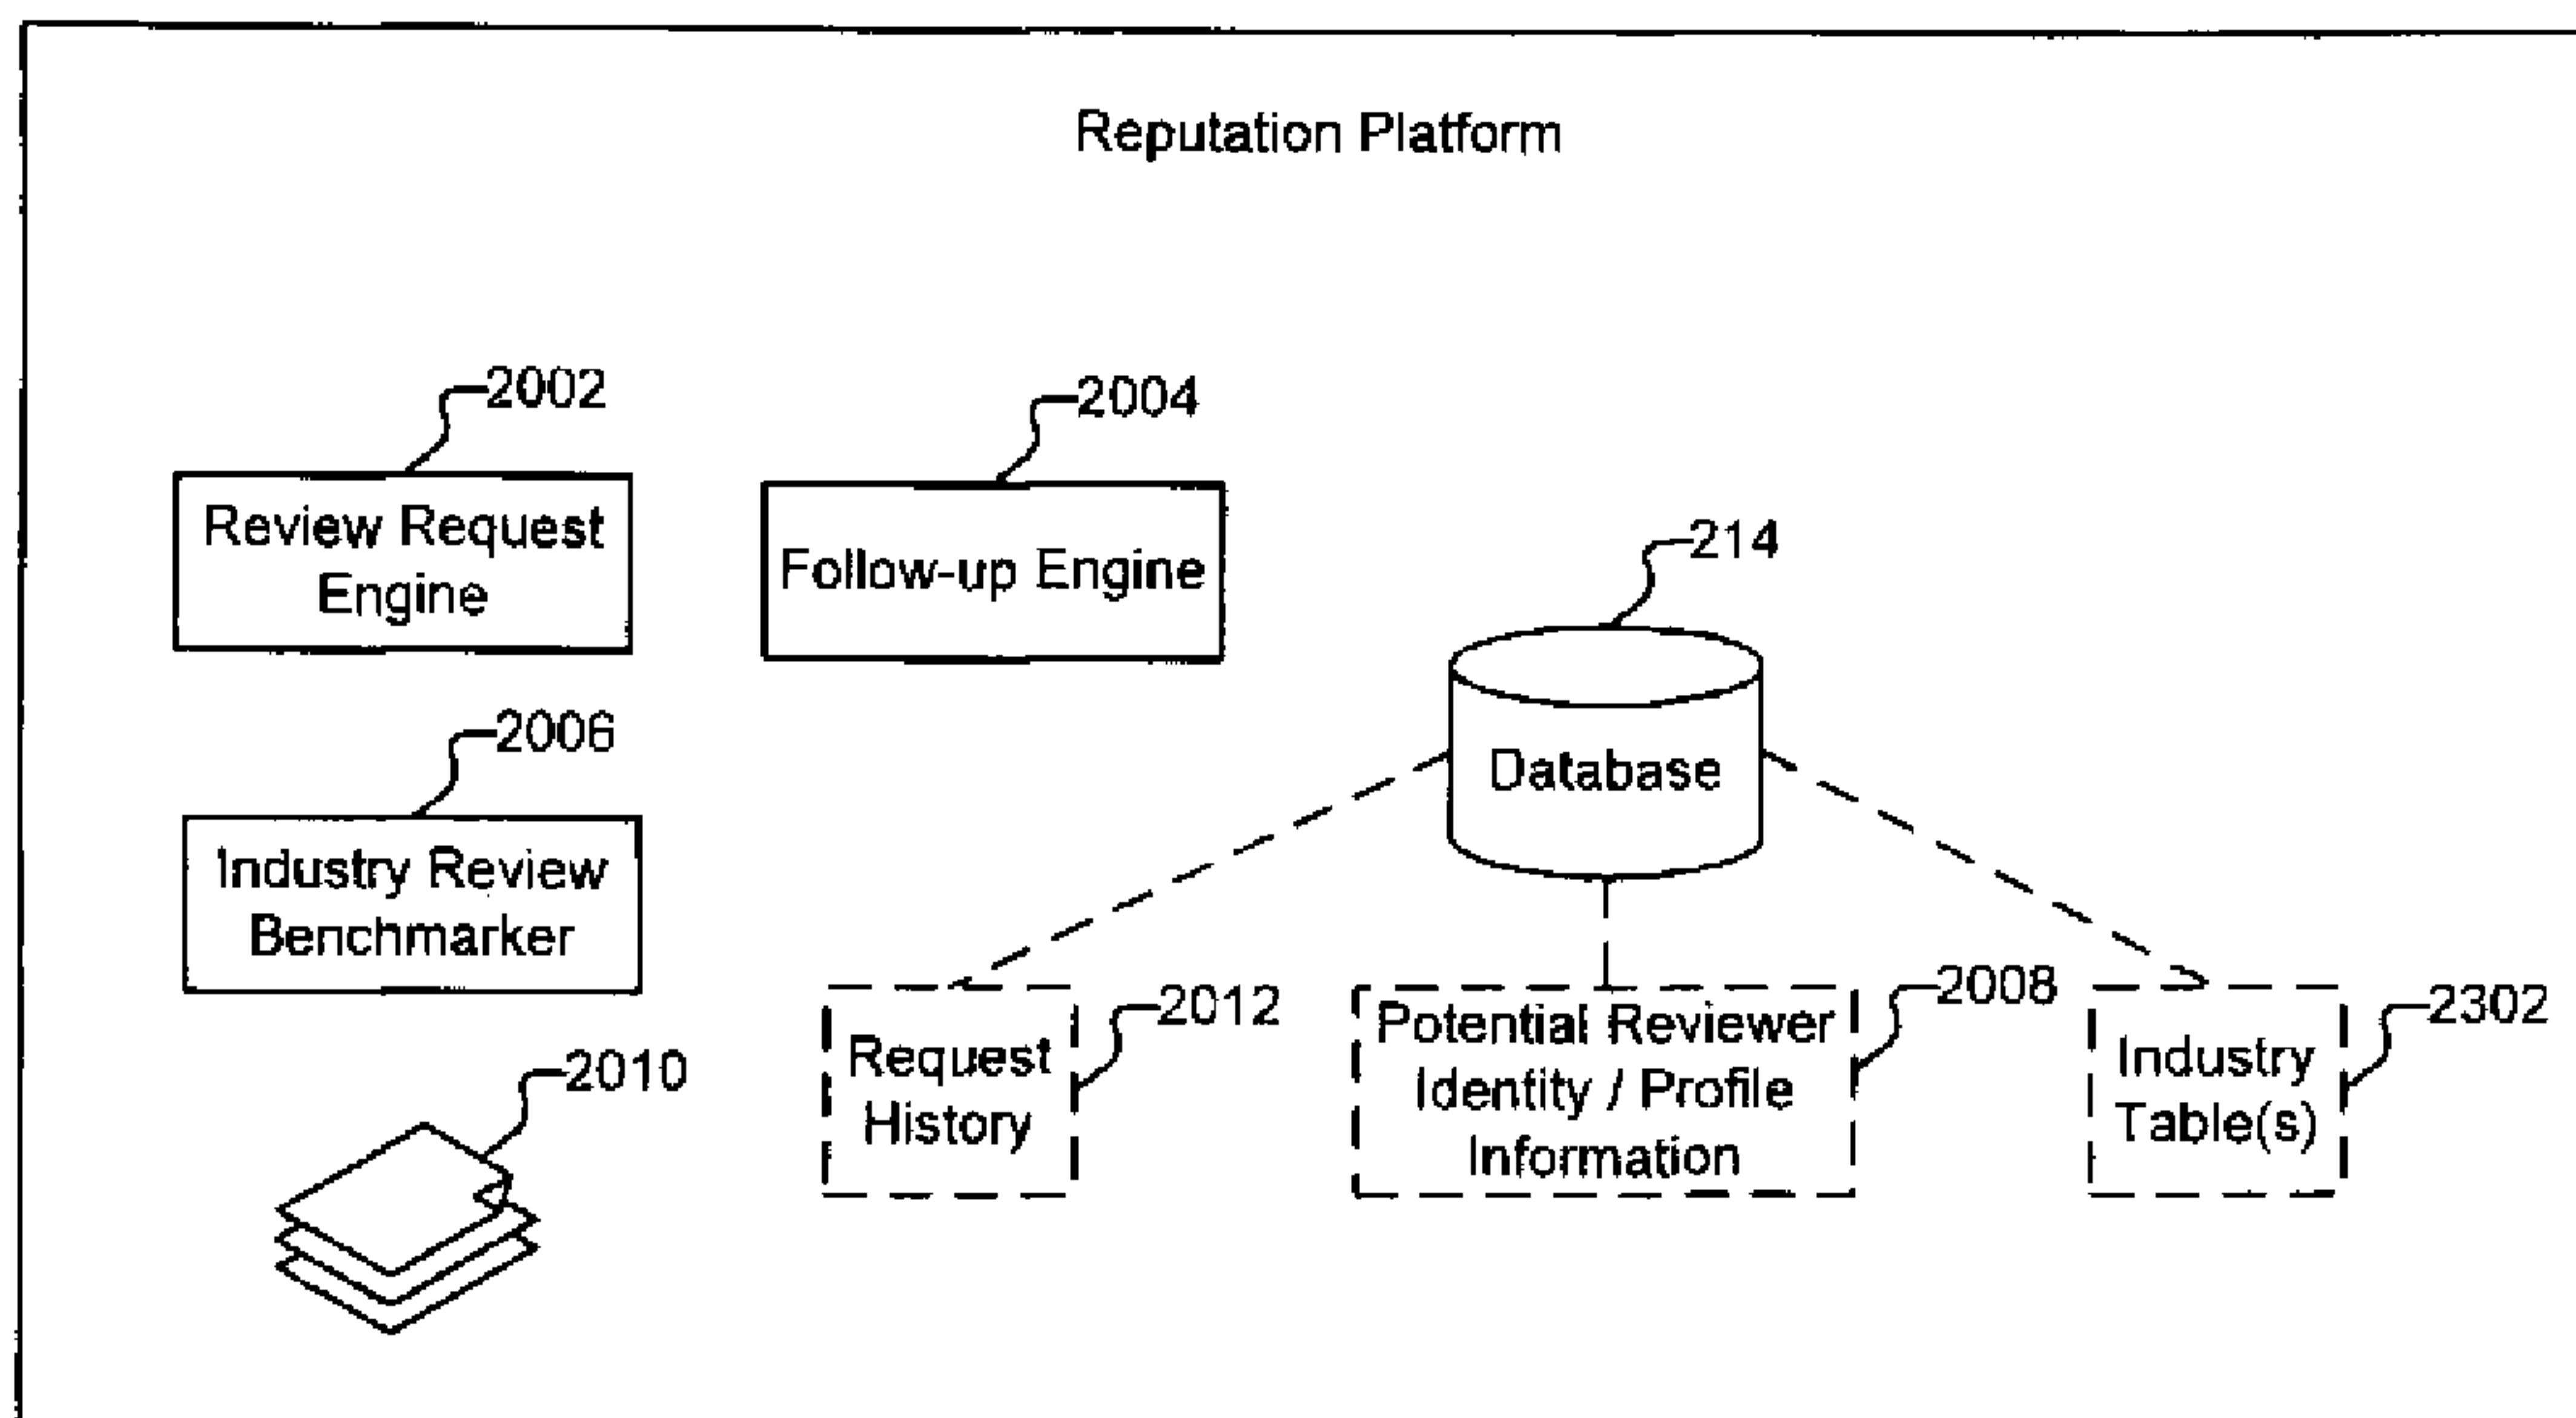 Reputation Platform
2002
2004
Review Request
Engine
Follow-up Engine
214
2006
Database
Industry Review
Benchmarker
2012
2008
2302
Request
History
Potential Reviewer
Identity / Profile
Information
Industry
Table(s)
2010